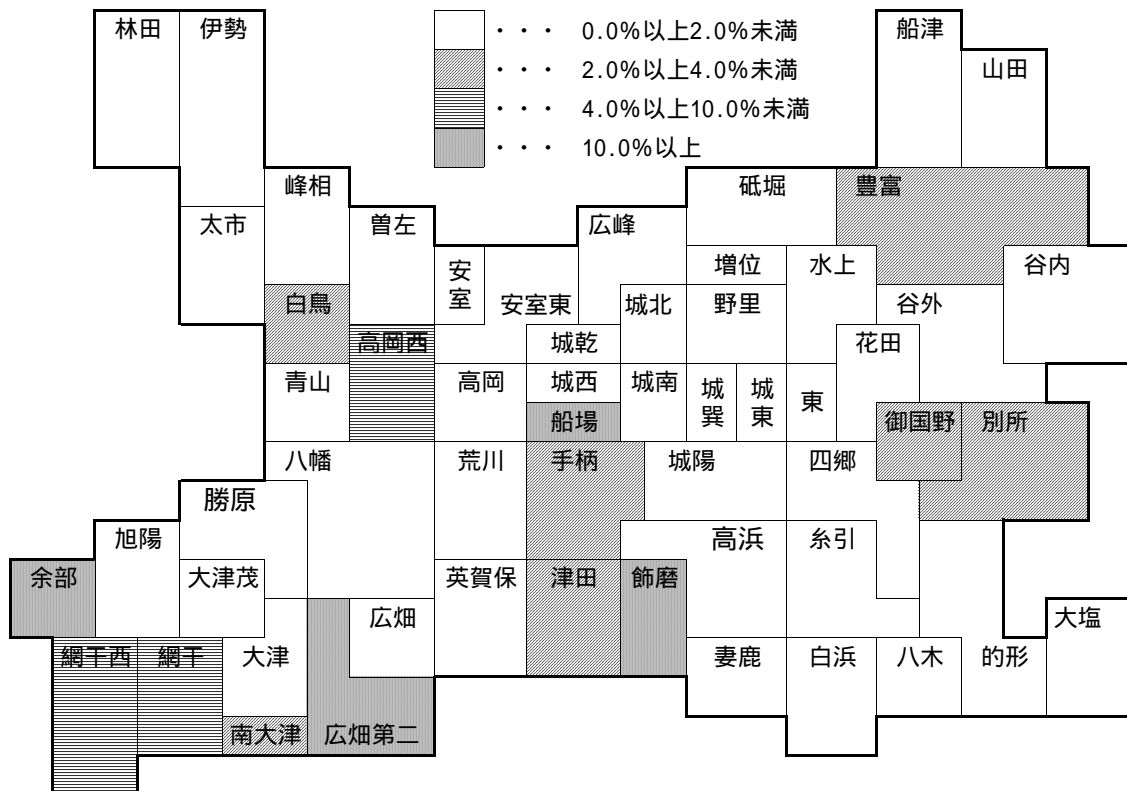 林田 伊勢 ・・・ 0.0%以上2.0%未満 船津
・・・ 2.0%以上4.0%未満 山田
・・・ 4.0%以上10.0%未満
・・・ 10.0%以上
峰相 砥堀 豊富
太市 曽左 広峰
安室 増位 水上 谷内
白鳥 安室東 城北 野里 谷外
高岡西 城乾 花田
青山 高岡 城西 城南 城巽 城東 東
船場 御国野 別所
八幡 荒川 手柄 城陽 四郷
勝原
旭陽 高浜 糸引
余部 大津茂 英賀保 津田 飾磨
広畑 大塩
網干西 網干 大津 妻鹿 白浜 八木 的形
南大津 広畑第二